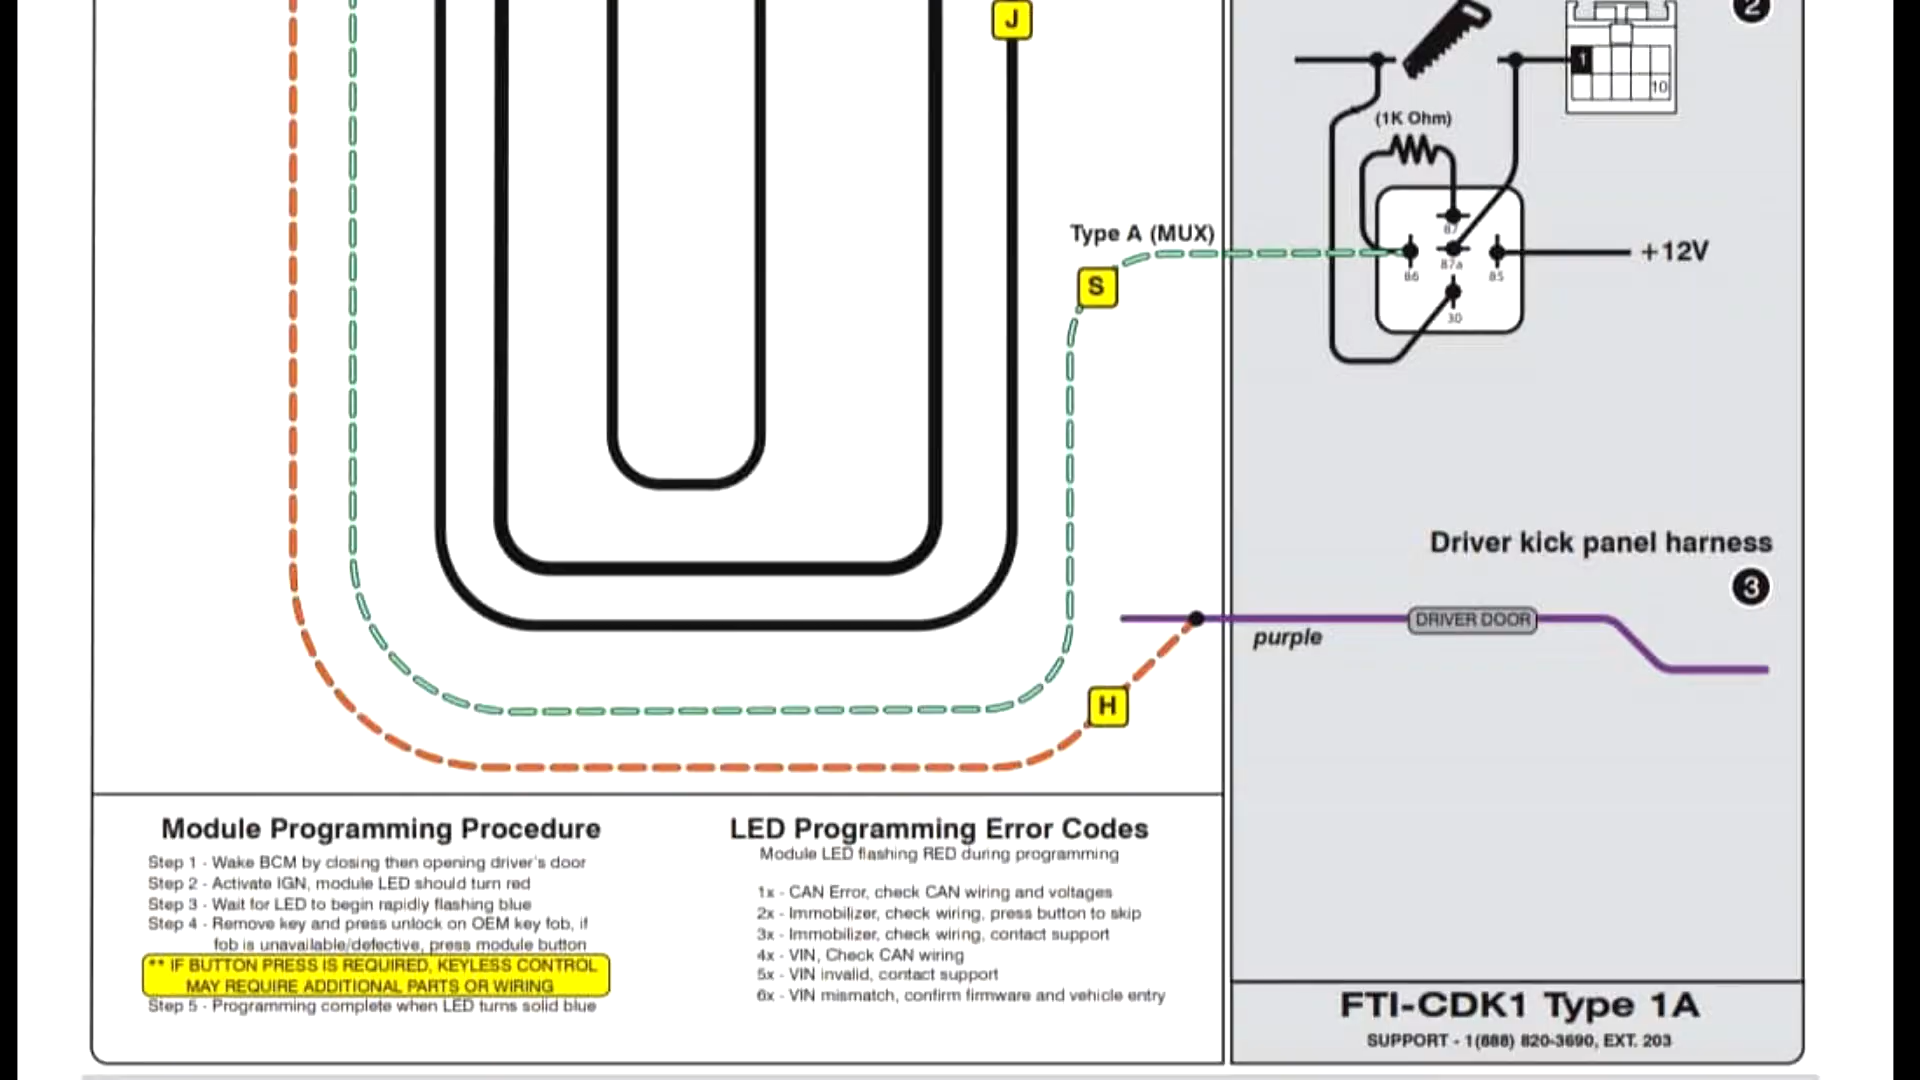 J
2
1
10
(1K Ohm)
Type A (MUX)
87
+12V
87a
86
85
S
30
Driver kick panel harness
3
DRIVER DOOR
purple
H
Module Programming Procedure
Step 1 - Wake BCM by closing then opening driver's door
Step 2 - Activate IGN, module LED should turn red
Step 3 - Wait for LED to begin rapidly flashing blue
Step 4 - Remove key and press unlock on OEM key fob, if
fob is unavailable/defective, press module button
** IF BUTTON PRESS IS REQUIRED, KEYLESS CONTROL
MAY REQUIRE ADDITIONAL PARTS OR WIRING
Step 5 - Programming complete when LED turns solid blue
LED Programming Error Codes
Module LED flashing RED during programming
1x - CAN Error, check CAN wiring and voltages
2x - Immobilizer, check wiring, press button to skip
3x - Immobilizer, check wiring, contact support
4x - VIN, Check CAN wiring
5x - VIN invalid, contact support
6x - VIN mismatch, confirm firmware and vehicle entry
FTI-CDK1 Type 1A
SUPPORT - 1(888) 820-3690, EXT. 203